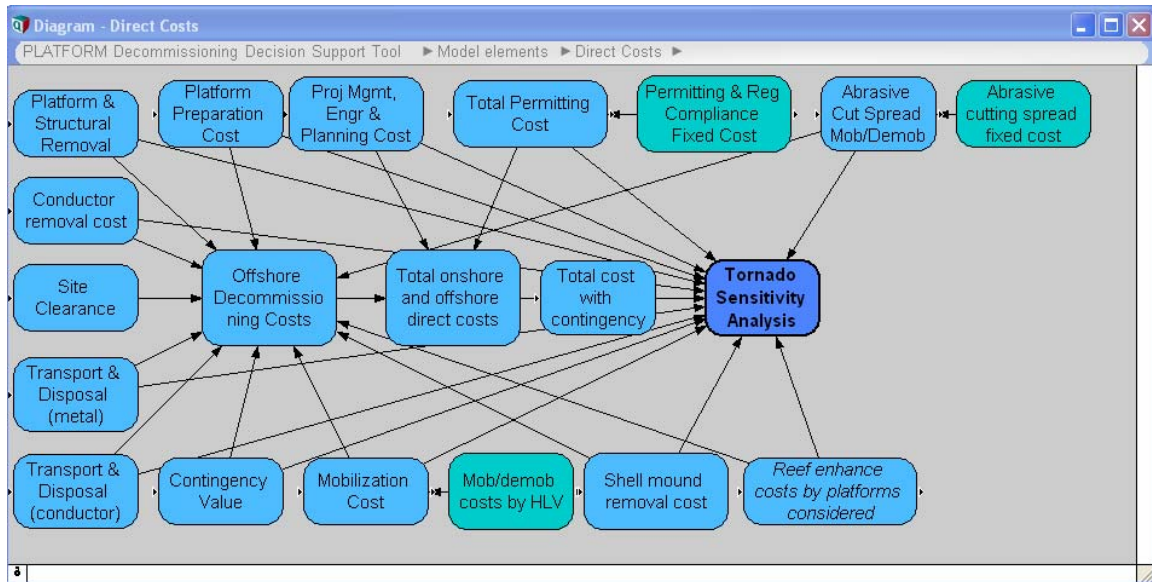 Diagram - Direct Costs
PLATFORM Decommissioning Decision Support Tool ► Model elements ► Direct Costs ►
Platform &
Structural
Removal
Platform
Preparation
Cost
Proj Mgmt,
Engr &
Planning Cost
Total Permitting
Cost
Permitting & Reg
Compliance
Fixed Cost
Abrasive
Cut Spread
Mob/Demob
Abrasive
cutting spread
fixed cost
Conductor
removal cost
Site
Clearance
Offshore
Decommissio
ning Costs
Total onshore
and offshore
direct costs
Total cost
with
contingency
Tornado
Sensitivity
Analysis
Transport &
Disposal
(metal)
Transport &
Disposal
(conductor)
Contingency
Value
Mobilization
Cost
Mob/demob
costs by HLV
Shell mound
removal cost
Reef enhance
costs by platforms
considered